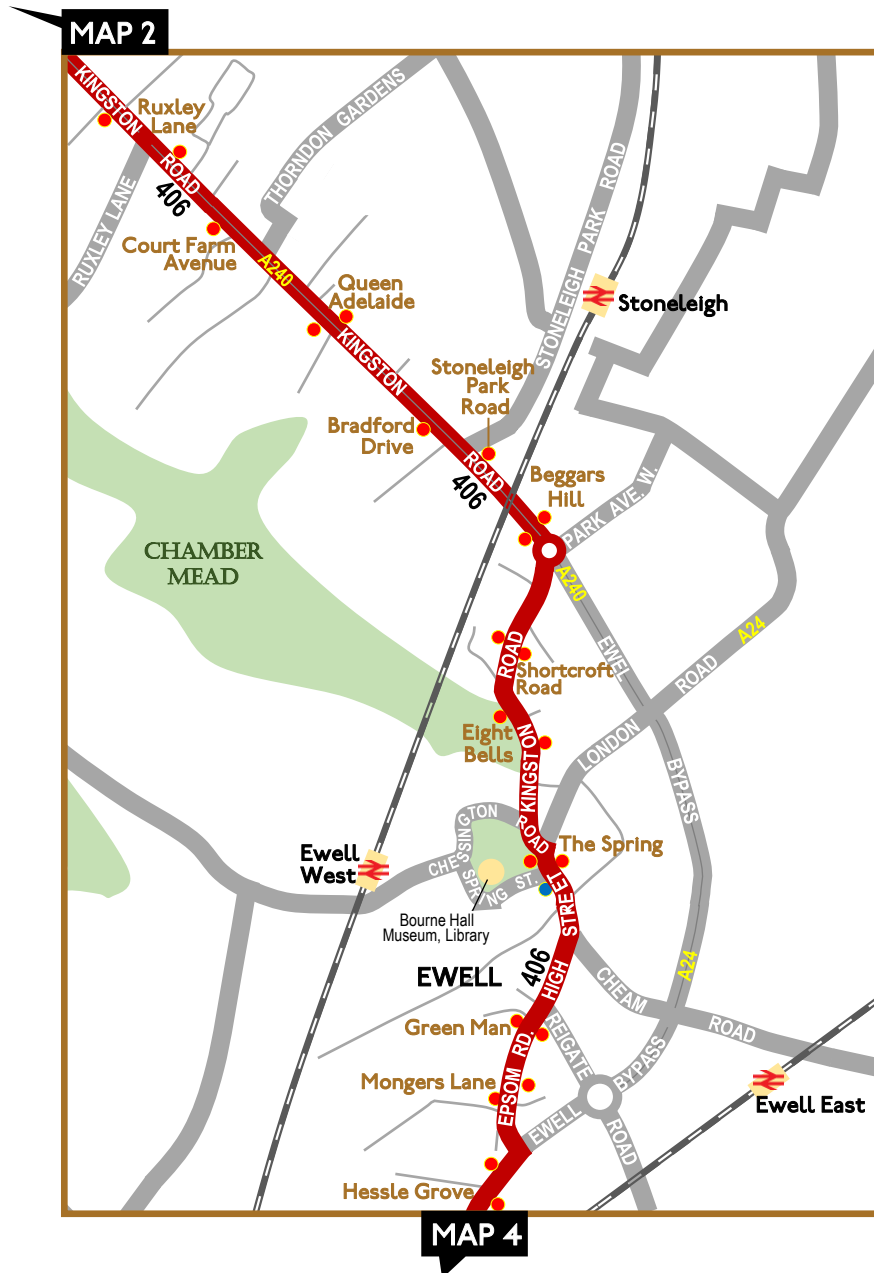 MAP 2
KINGSTON
ROAD
Ruxley
Lane
THORNDON GARDENS
406
RUXLEY LANE
Court Farm
Avenue
A240
Queen
Adelaide
STONELEIGH PARK ROAD
Stoneleigh
KINGSTON
ROAD
Stoneleigh
Park
Road
Bradford
Drive
406
Beggars
Hill
PARK AVE. W.
CHAMBER
MEAD
A240
EWEL BYPASS
A24
LONDON ROAD
Shortcroft
Road
Eight
Bells
KINGSTON
ROAD
ROAD
CHESSINGTON
The Spring
Ewell
West
SPRING ST.
Bourne Hall
Museum, Library
HIGH STREET
EWELL
406
A24
CHEAM ROAD
Green Man
REIGATE
ROAD
EPSOM RD.
Mongers Lane
EWELL BYPASS
Ewell East
Hessle Grove
MAP 4